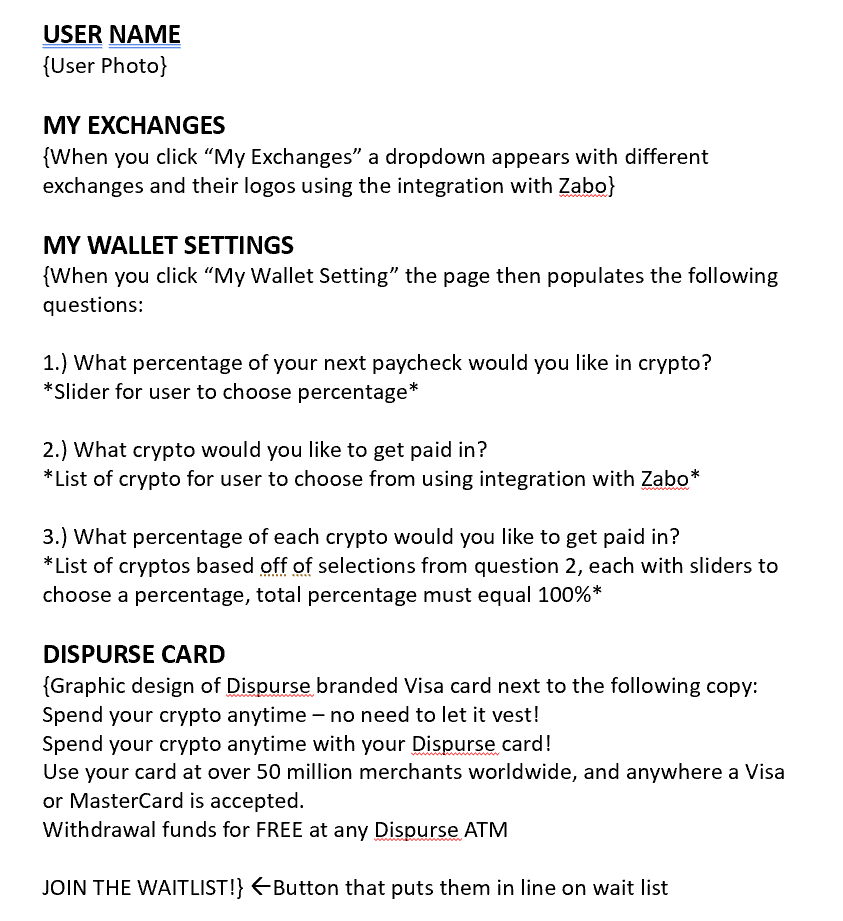 USER NAME
{User Photo}
MY EXCHANGES
{When you click “My Exchanges” a dropdown appears with different
exchanges and their logos using the integration with Zabo}
MY WALLET SETTINGS
{When you click “My Wallet Setting” the page then populates the following
questions:
1.) What percentage of your next paycheck would you like in crypto?
*Slider for user to choose percentage*
2.) What crypto would you like to get paid in?
*List of crypto for user to choose from using integration with Zabo*
3.) What percentage of each crypto would you like to get paid in?
*List of cryptos based off of selections from question 2, each with sliders to
choose a percentage, total percentage must equal 100%*
DISPURSE CARD
{Graphic design of Dispurse branded Visa card next to the following copy:
Spend your crypto anytime – no need to let it vest!
Spend your crypto anytime with your Dispurse card!
Use your card at over 50 million merchants worldwide, and anywhere a Visa
or MasterCard is accepted.
Withdrawal funds for FREE at any Dispurse ATM
JOIN THE WAITLIST!} ←Button that puts them in line on wait list